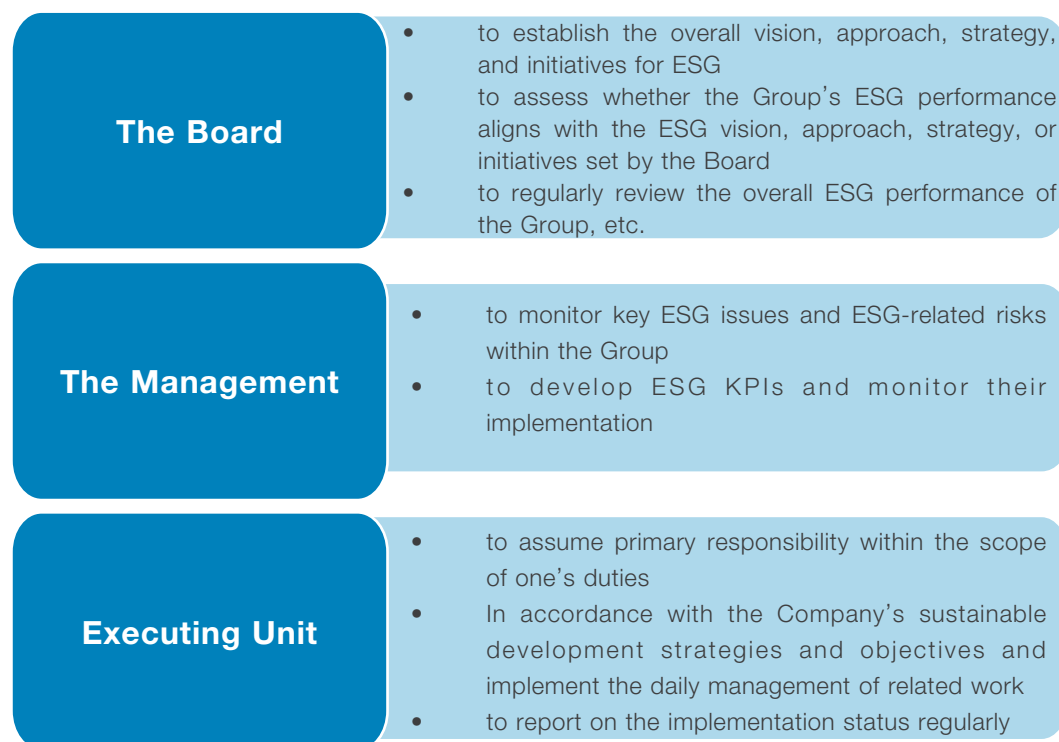 The Board
• to establish the overall vision, approach, strategy,
and initiatives for ESG
• to assess whether the Group’s ESG performance
aligns with the ESG vision, approach, strategy, or
initiatives set by the Board
• to regularly review the overall ESG performance of
the Group, etc.
The Management
• to monitor key ESG issues and ESG-related risks
within the Group
• to develop ESG KPIs and monitor their
implementation
Executing Unit
• to assume primary responsibility within the scope
of one’s duties
• In accordance with the Company’s sustainable
development strategies and objectives and
implement the daily management of related work
• to report on the implementation status regularly